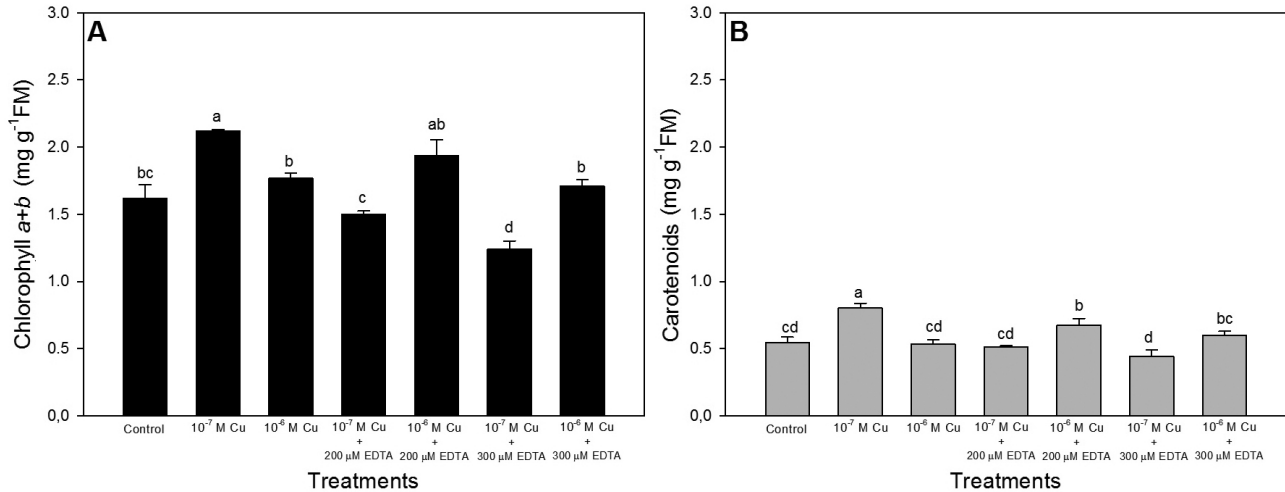 A
Chlorophyll a+b (mg g⁻¹FM)
3.0
2.5
2.0
1.5
1.0
0.5
0,0
bc
a
b
c
ab
d
b
Control
10⁻⁷ M Cu
10⁻⁶ M Cu
10⁻⁷ M Cu
+
200 µM EDTA
10⁻⁶ M Cu
+
200 µM EDTA
10⁻⁷ M Cu
+
300 µM EDTA
10⁻⁶ M Cu
+
300 µM EDTA
Treatments
B
Carotenoids (mg g⁻¹FM)
3.0
2.5
2.0
1.5
1.0
0.5
0,0
cd
a
cd
cd
b
d
bc
Control
10⁻⁷ M Cu
10⁻⁶ M Cu
10⁻⁷ M Cu
+
200 µM EDTA
10⁻⁶ M Cu
+
200 µM EDTA
10⁻⁷ M Cu
+
300 µM EDTA
10⁻⁶ M Cu
+
300 µM EDTA
Treatments